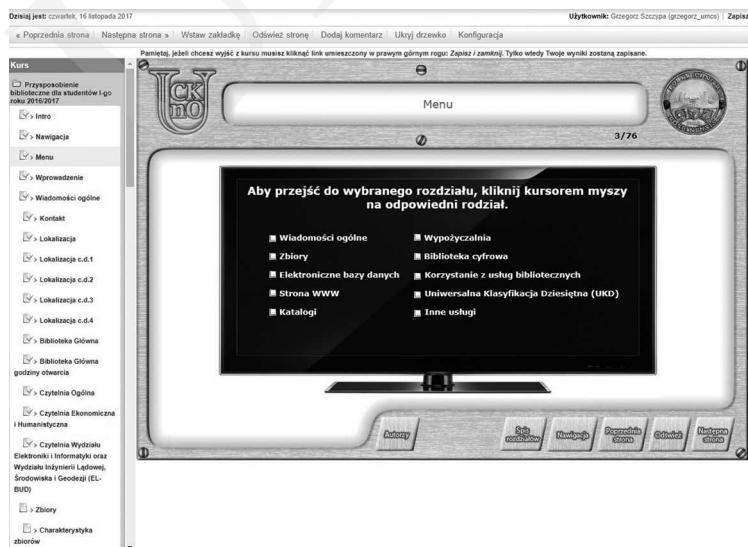 Dzisiaj jest: czwartek, 16 listopada 2017
Użytkownik: Grzegorz Szczypa (grzegorz_umcs) | Zapisz
« Poprzednia strona Następna strona » Wstaw zakładkę Odśwież stronę Dodaj komentarz Ukryj drzewko Konfiguracja
Pamiętaj, jeżeli chcesz wyjść z kursu musisz kliknąć link umieszczony w prawym górnym rogu: Zapisz i zamknij. Tylko wtedy Twoje wyniki zostaną zapisane.
Kurs
Przysposobienie
biblioteczne dla studentów I-go
roku 2016/2017
> Intro
> Nawigacja
> Menu
> Wprowadzenie
> Wiadomości ogólne
> Kontakt
> Lokalizacja
> Lokalizacja c.d.1
> Lokalizacja c.d.2
> Lokalizacja c.d.3
> Lokalizacja c.d.4
> Biblioteka Główna
> Biblioteka Główna
godziny otwarcia
> Czytelnia Ogólna
> Czytelnia Ekonomiczna
i Humanistyczna
> Czytelnia Wydziału
Elektroniki i Informatyki oraz
Wydziału Inżynierii Lądowej,
Środowiska i Geodezji (EL-
BUD)
> Zbiory
> Charakterystyka
zbiorów
UCKNO
Menu
3/76
Aby przejść do wybranego rozdziału, kliknij kursorem myszy
na odpowiedni rodział.
Wiadomości ogólne
Zbiory
Elektroniczne bazy danych
Strona WWW
Katalogi
Wypożyczalnia
Biblioteka cyfrowa
Korzystanie z usług bibliotecznych
Uniwersalna Klasyfikacja Dziesiętna (UKD)
Inne usługi
Autorzy
Spis
rozdziałów
Nawigacja
Poprzednia
strona
Odśwież
Następna
strona